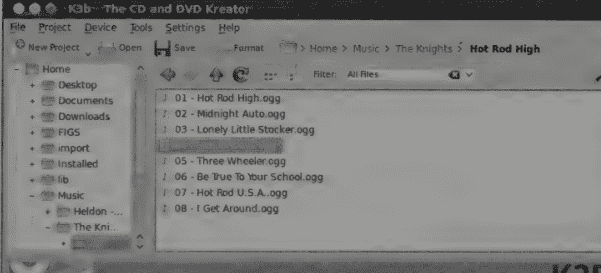 K3b - The CD and DVD Kreator
File Project Device Tools Settings Help
New Project Open Save Format Home > Music > The Knights > Hot Rod High
Home
Desktop
Documents
Downloads
FIGS
import
Installed
lib
Music
Heldon -...
The Kni..
Filter: All Files
01 - Hot Rod High.ogg
02 - Midnight Auto.ogg
03 - Lonely Little Stocker.ogg
05 - Three Wheeler.ogg
06 - Be True To Your School.ogg
07 - Hot Rod U.S.A..ogg
08 - I Get Around.ogg